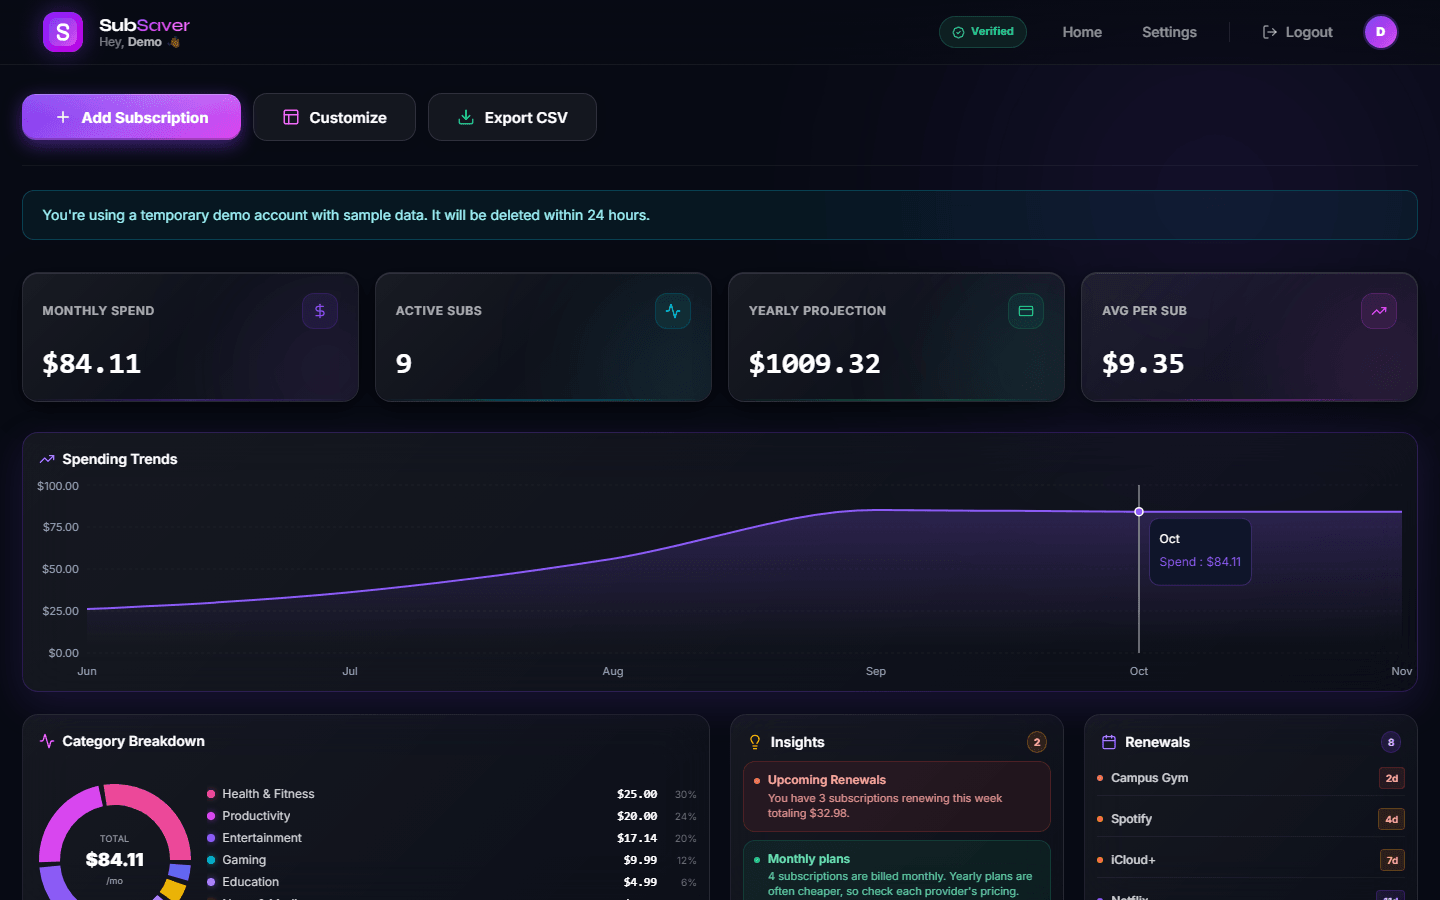 S
SubSaver
Hey, Demo 👋
Verified
Home
Settings
Logout
D
Add Subscription
Customize
Export CSV
You're using a temporary demo account with sample data. It will be deleted within 24 hours.
MONTHLY SPEND
$84.11
ACTIVE SUBS
9
YEARLY PROJECTION
$1009.32
AVG PER SUB
$9.35
Spending Trends
$100.00
$75.00
$50.00
$25.00
$0.00
Jun
Jul
Aug
Sep
Oct
Nov
Oct
Spend : $84.11
Category Breakdown
TOTAL
$84.11
/mo
Health & Fitness $25.00 30%
Productivity $20.00 24%
Entertainment $17.14 20%
Gaming $9.99 12%
Education $4.99 6%
Insights 2
Upcoming Renewals
You have 3 subscriptions renewing this week
totaling $32.98.
Monthly plans
4 subscriptions are billed monthly. Yearly plans are
often cheaper, so check each provider's pricing.
Renewals 8
Campus Gym 2d
Spotify 4d
iCloud+ 7d
Netflix